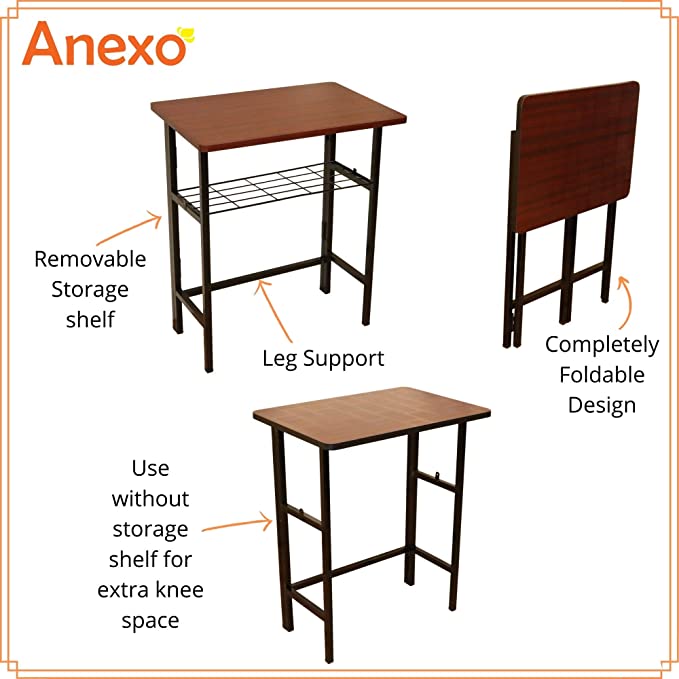 Anexo
Removable
Storage
shelf
Leg Support
Completely
Foldable
Design
Use
without
storage
shelf for
extra knee
space